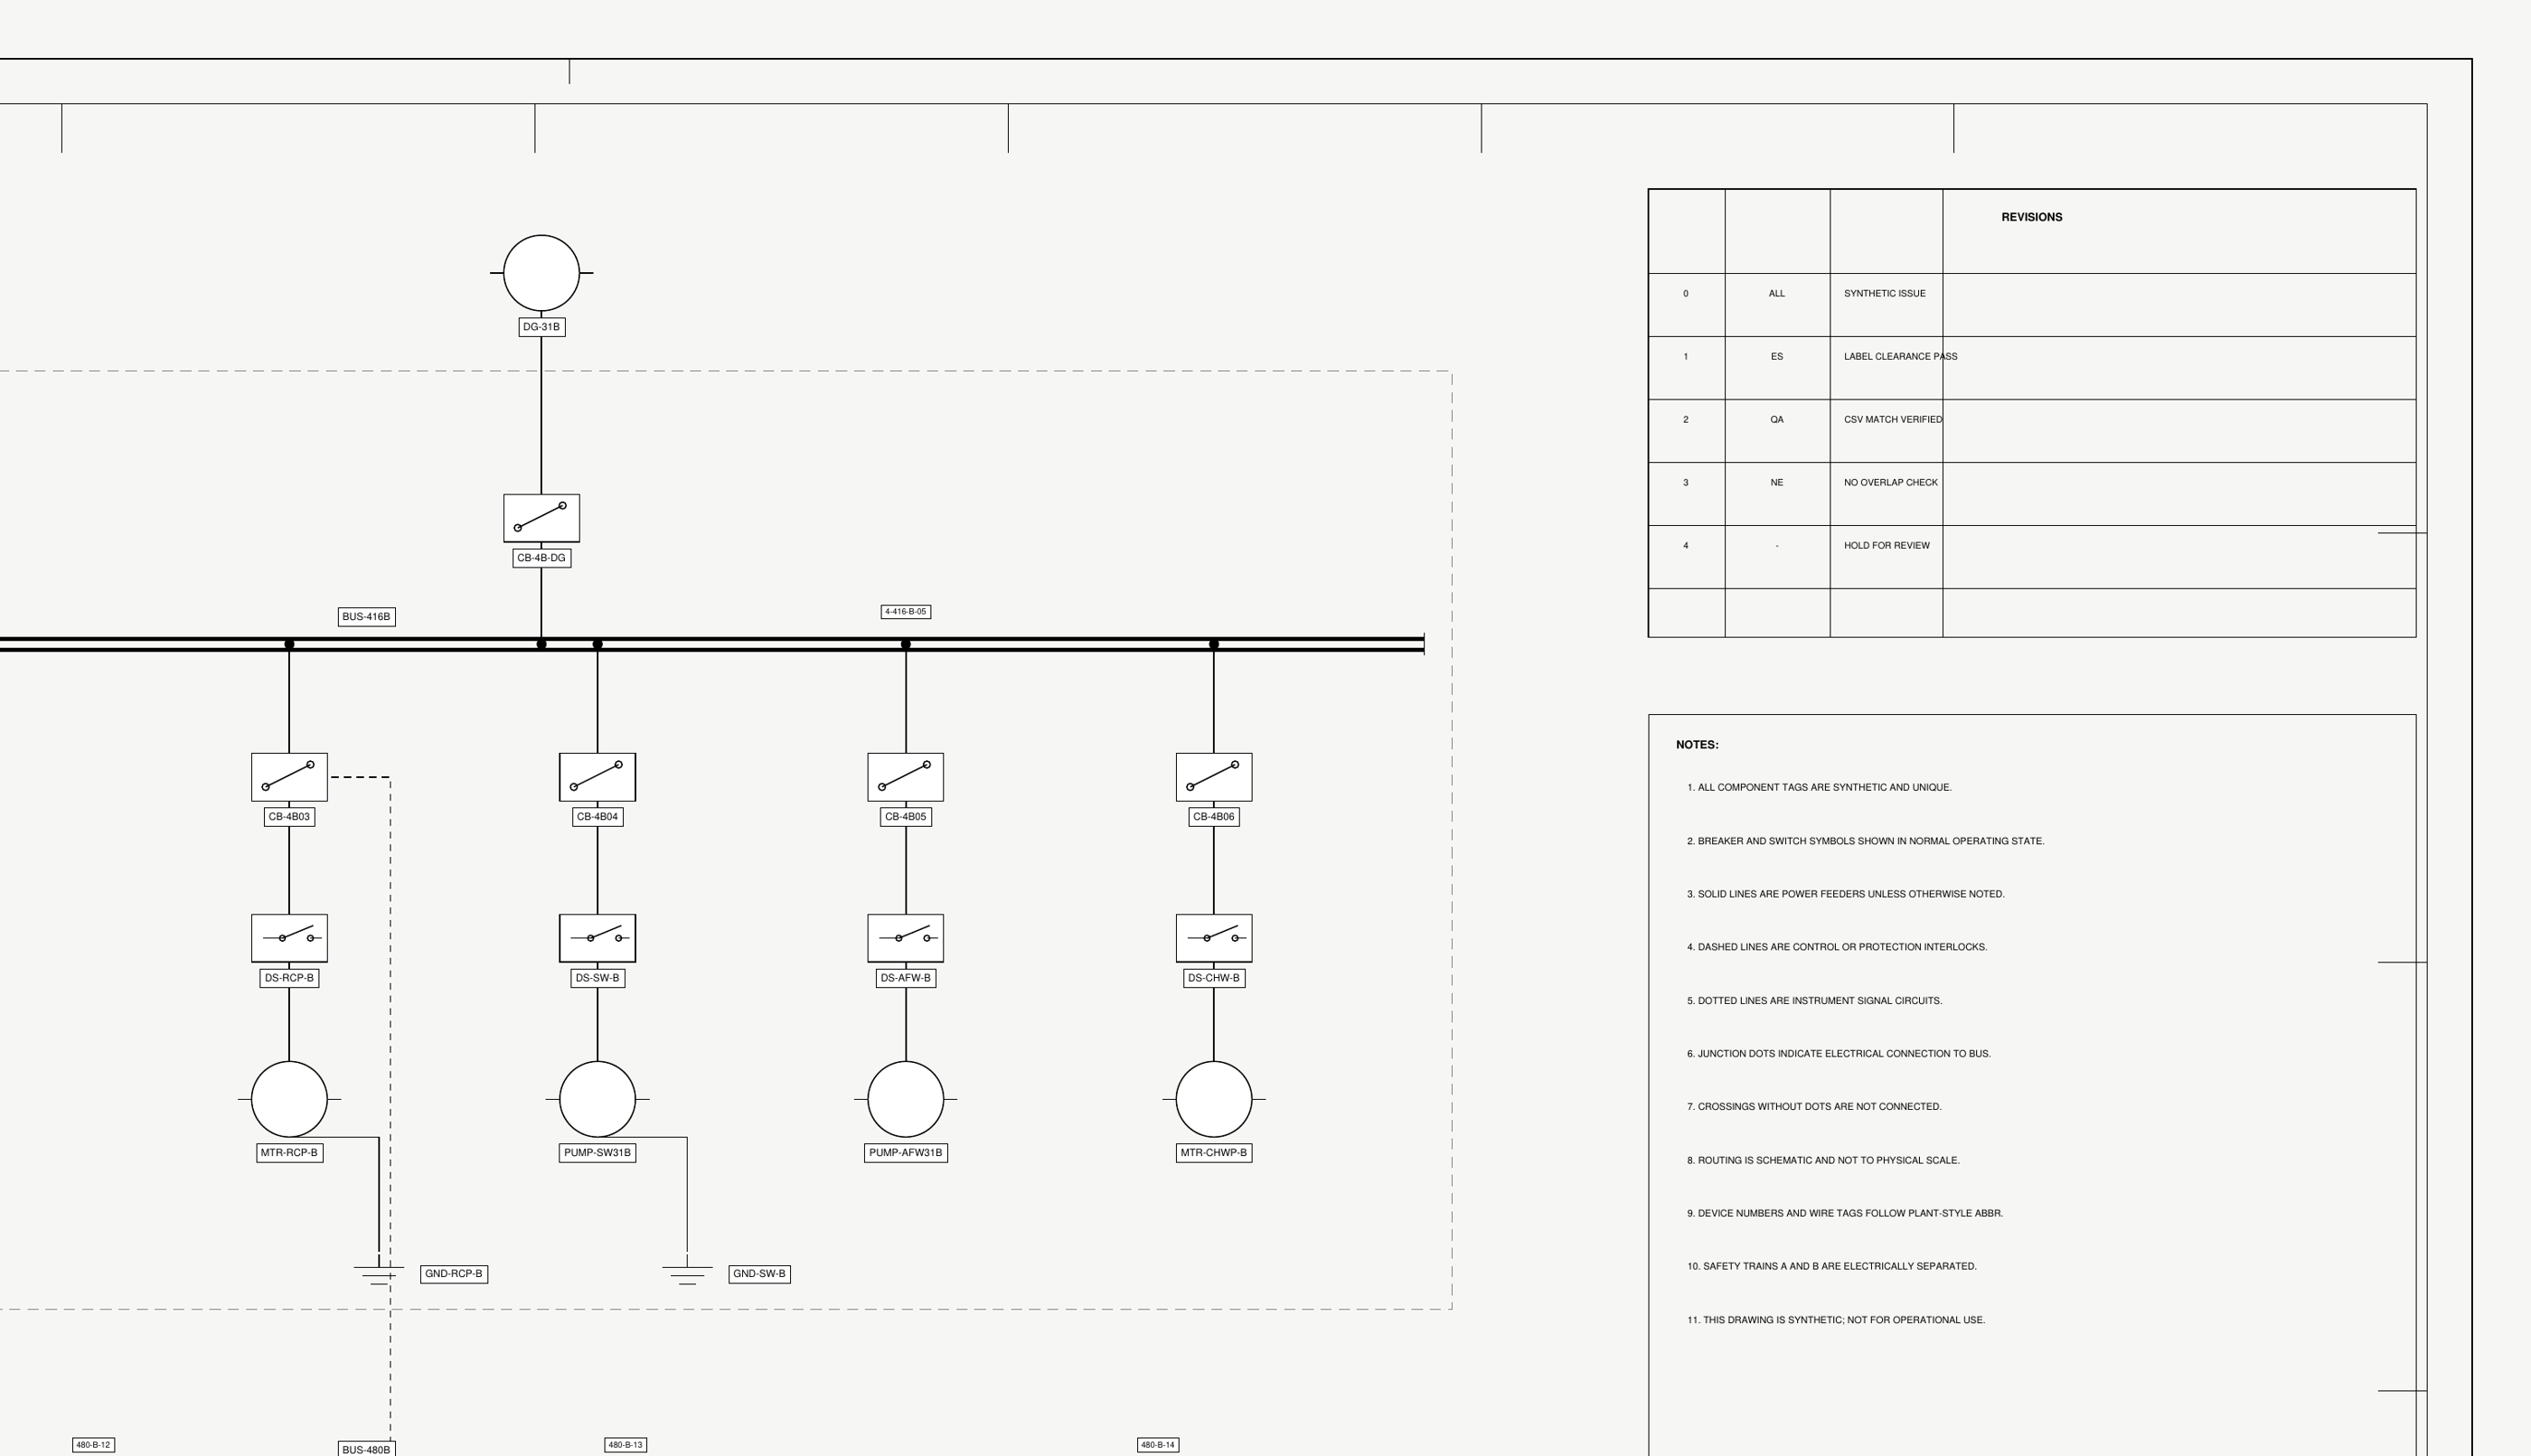 DG-31B
CB-4B-DG
BUS-416B
4-416-B-05
CB-4B03
CB-4B04
CB-4B05
CB-4B06
DS-RCP-B
DS-SW-B
DS-AFW-B
DS-CHW-B
MTR-RCP-B
PUMP-SW31B
PUMP-AFW31B
MTR-CHWP-B
GND-RCP-B
GND-SW-B
480-B-12
BUS-480B
480-B-13
480-B-14
REVISIONS
0 ALL SYNTHETIC ISSUE
1 ES LABEL CLEARANCE PASS
2 QA CSV MATCH VERIFIED
3 NE NO OVERLAP CHECK
4 - HOLD FOR REVIEW
NOTES:
1. ALL COMPONENT TAGS ARE SYNTHETIC AND UNIQUE.
2. BREAKER AND SWITCH SYMBOLS SHOWN IN NORMAL OPERATING STATE.
3. SOLID LINES ARE POWER FEEDERS UNLESS OTHERWISE NOTED.
4. DASHED LINES ARE CONTROL OR PROTECTION INTERLOCKS.
5. DOTTED LINES ARE INSTRUMENT SIGNAL CIRCUITS.
6. JUNCTION DOTS INDICATE ELECTRICAL CONNECTION TO BUS.
7. CROSSINGS WITHOUT DOTS ARE NOT CONNECTED.
8. ROUTING IS SCHEMATIC AND NOT TO PHYSICAL SCALE.
9. DEVICE NUMBERS AND WIRE TAGS FOLLOW PLANT-STYLE ABBR.
10. SAFETY TRAINS A AND B ARE ELECTRICALLY SEPARATED.
11. THIS DRAWING IS SYNTHETIC; NOT FOR OPERATIONAL USE.